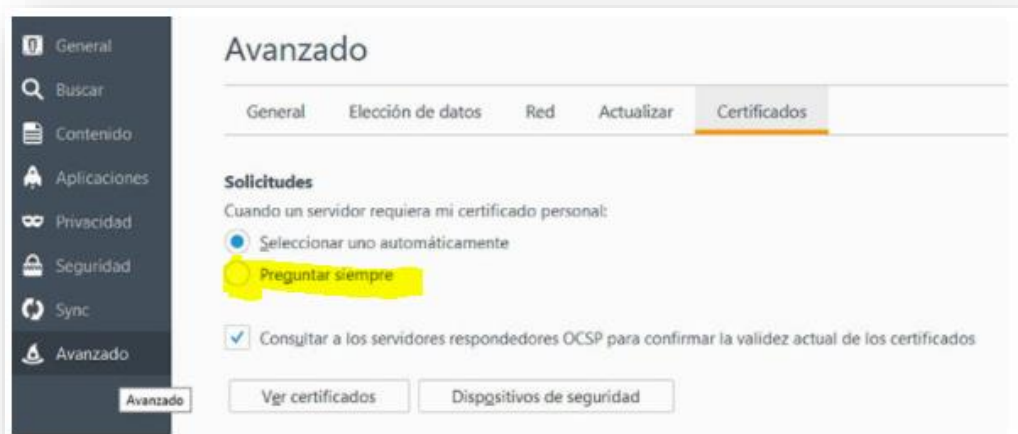 General
Buscar
Contenido
Aplicaciones
Privacidad
Seguridad
Sync
Avanzado
Avanzado
Avanzado
General Elección de datos Red Actualizar Certificados
Solicitudes
Cuando un servidor requiera mi certificado personal:
Seleccionar uno automáticamente
Preguntar siempre
Consultar a los servidores respondedores OCSP para confirmar la validez actual de los certificados
Ver certificados Dispositivos de seguridad